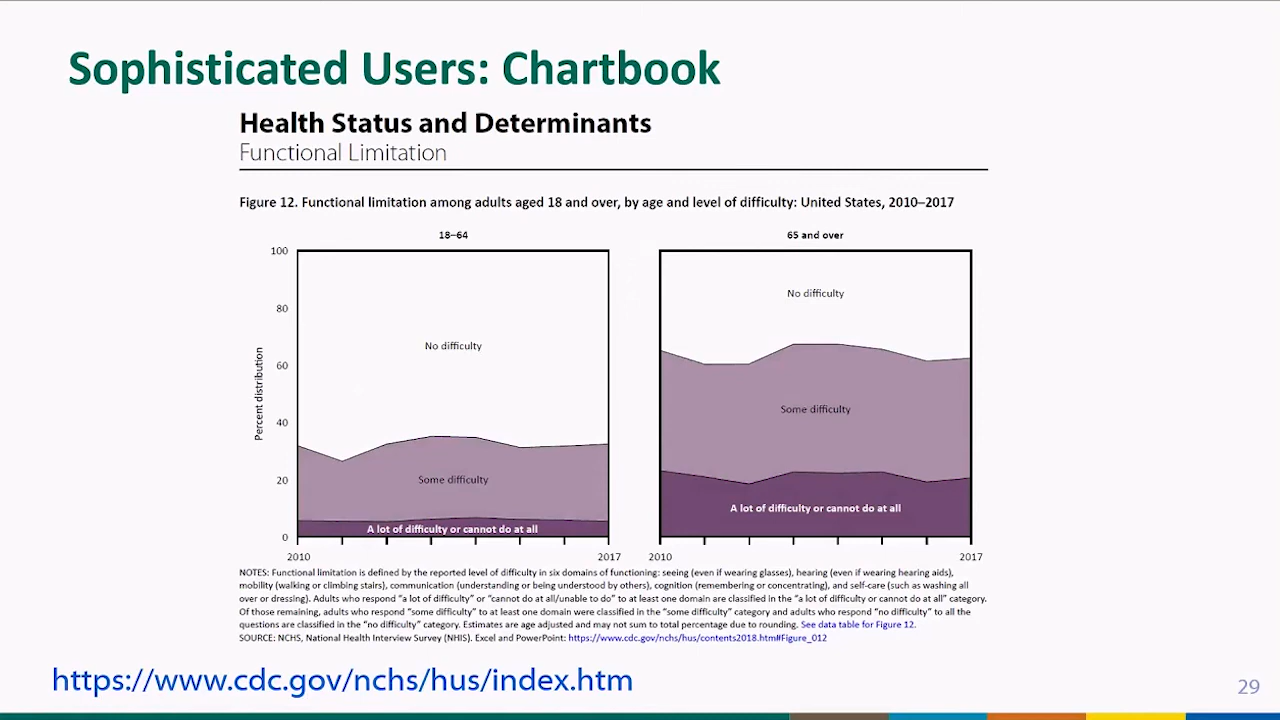 Sophisticated Users: Chartbook
Health Status and Determinants
Functional Limitation
Figure 12. Functional limitation among adults aged 18 and over, by age and level of difficulty: United States, 2010–2017
18–64
65 and over
Percent distribution
100
80
60
40
20
0
No difficulty
Some difficulty
A lot of difficulty or cannot do at all
2010
2017
No difficulty
Some difficulty
A lot of difficulty or cannot do at all
2010
2017
NOTES: Functional limitation is defined by the reported level of difficulty in six domains of functioning: seeing (even if wearing glasses), hearing (even if wearing hearing aids),
mobility (walking or climbing stairs), communication (understanding or being understood by others), cognition (remembering or concentrating), and self-care (such as washing all
over or dressing). Adults who respond “a lot of difficulty” or “cannot do at all/unable to do” to at least one domain are classified in the “a lot of difficulty or cannot do at all” category.
Of those remaining, adults who respond “some difficulty” to at least one domain were classified in the “some difficulty” category and adults who respond “no difficulty” to all the
questions are classified in the “no difficulty” category. Estimates are age adjusted and may not sum to total percentage due to rounding. See data table for Figure 12.
SOURCE: NCHS, National Health Interview Survey (NHIS). Excel and PowerPoint: https://www.cdc.gov/nchs/hus/contents2018.htm#Figure_012
https://www.cdc.gov/nchs/hus/index.htm
29